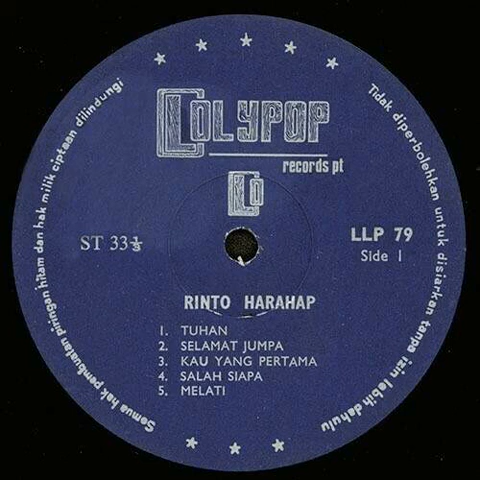 Semua hak pembuatan piringan hitam dan hak milik ciptaan dilindungi
Tidak diperbolehkan untuk disiarkan tanpa izin lebih dahulu
LOLYPOP
records pt
ST 33⅓
LLP 79
Side 1
RINTO HARAHAP
1. TUHAN
2. SELAMAT JUMPA
3. KAU YANG PERTAMA
4. SALAH SIAPA
5. MELATI